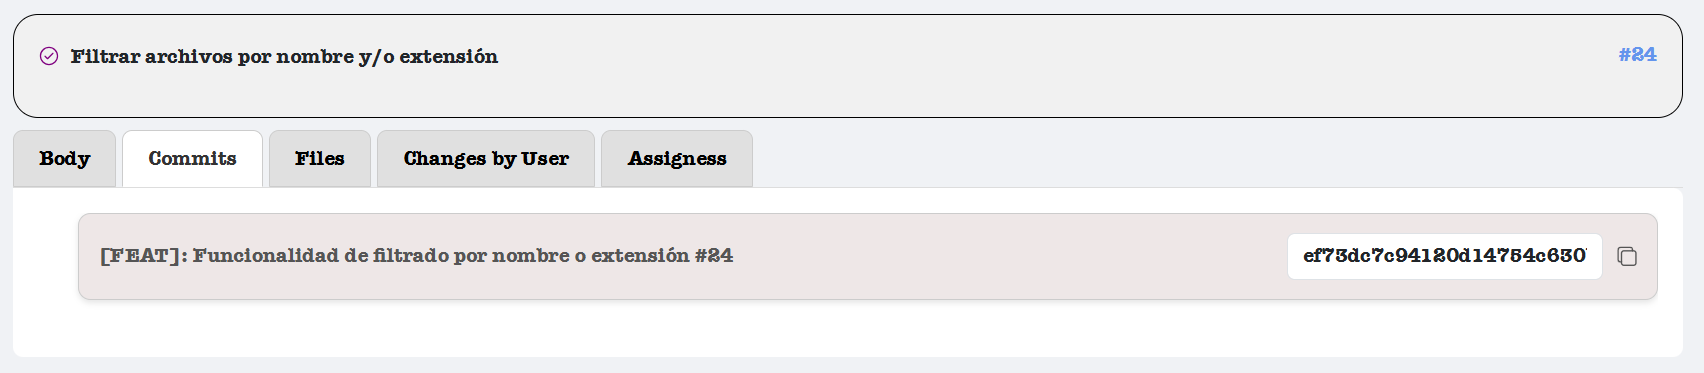 Filtrar archivos por nombre y/o extensión #24
Body Commits Files Changes by User Assigness
[FEAT]: Funcionalidad de filtrado por nombre o extensión #24 ef73dc7c94120d14754c630